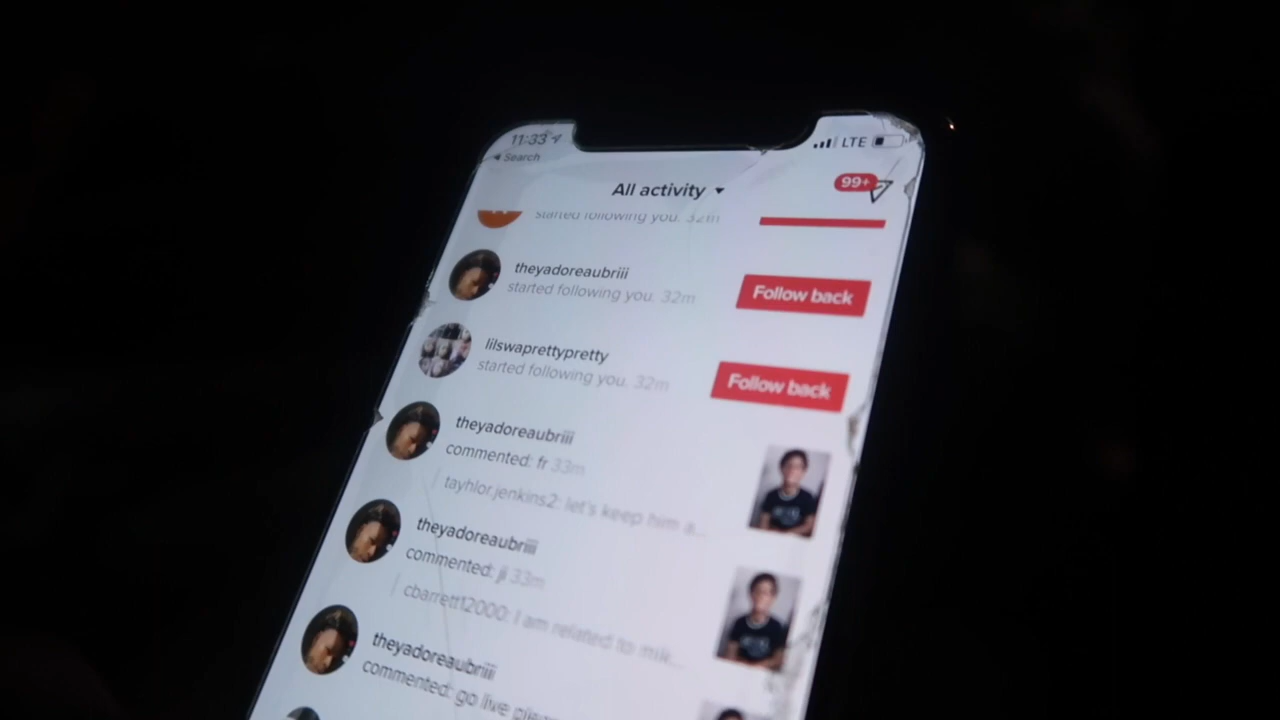 11:33
LTE
Search
All activity
99+
started following you. 32m
theyadoreaubriii
started following you. 32m
Follow back
lilswaprettypretty
started following you. 32m
Follow back
theyadoreaubriii
commented: fr 33m
tayhlor.jenkins2: let's keep him a...
theyadoreaubriii
commented: 33m
cbarrett12000: I am related to mik...
theyadoreaubriii
commented: go live